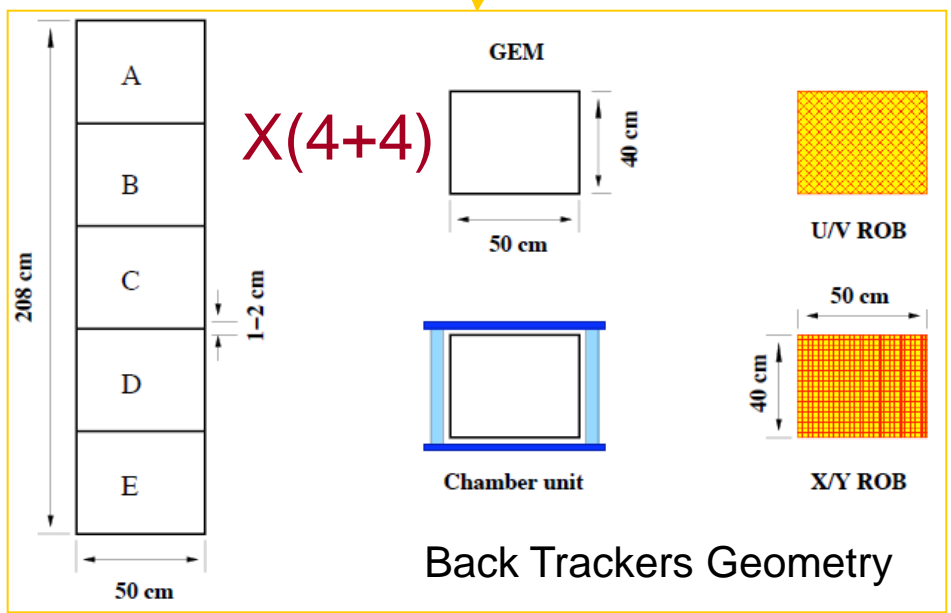 A
B
C
D
E
208 cm
50 cm
1–2 cm
X(4+4)
GEM
40 cm
50 cm
Chamber unit
U/V ROB
50 cm
40 cm
X/Y ROB
Back Trackers Geometry